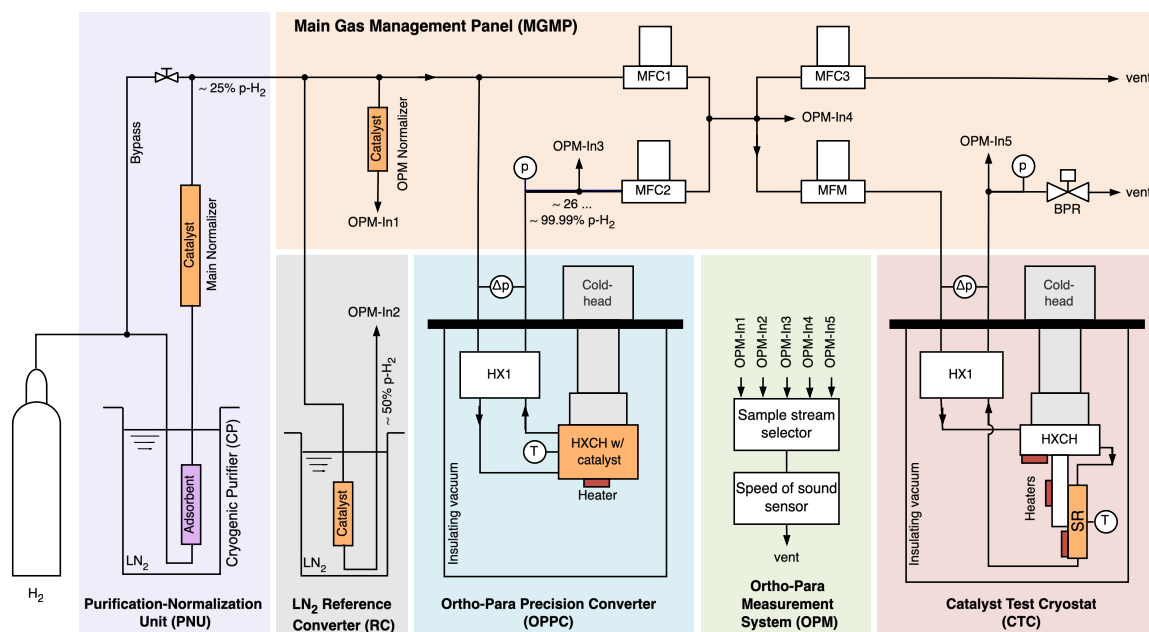 Main Gas Management Panel (MGMP)
~ 25% p-H2
Bypass
Catalyst
Main Normalizer
Adsorbent
Cryogenic Purifier (CP)
LN2
H2
Purification-Normalization
Unit (PNU)
Catalyst
OPM Normalizer
OPM-In1
MFC1
MFC3
vent
OPM-In4
OPM-In3
p
MFC2
~ 26 ...
~ 99.99% p-H2
MFM
OPM-In5
p
BPR
vent
OPM-In2
~ 50% p-H2
Catalyst
LN2
LN2 Reference
Converter (RC)
Δp
Cold-
head
HX1
HXCH w/
catalyst
T
Heater
Insulating vacuum
Ortho-Para Precision Converter
(OPPC)
OPM-In1
OPM-In2
OPM-In3
OPM-In4
OPM-In5
Sample stream
selector
Speed of sound
sensor
vent
Ortho-Para
Measurement
System (OPM)
Δp
Cold-
head
HX1
HXCH
Heaters
SR
T
Insulating vacuum
Catalyst Test Cryostat
(CTC)